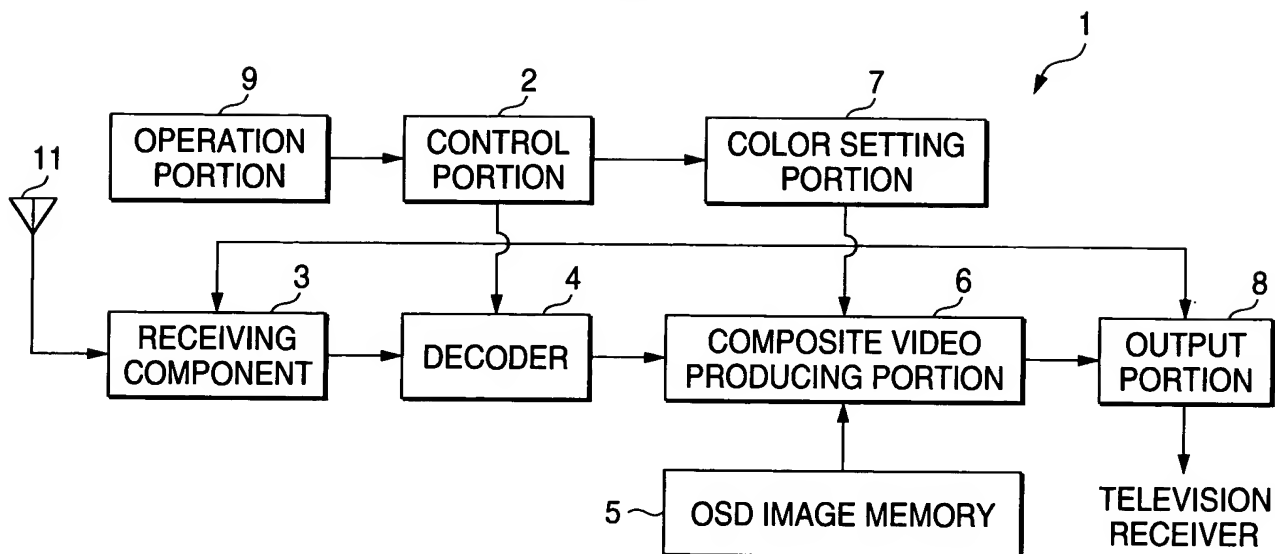 1
9
2
7
OPERATION
PORTION
CONTROL
PORTION
COLOR SETTING
PORTION
11
3
4
6
8
RECEIVING
COMPONENT
DECODER
COMPOSITE VIDEO
PRODUCING PORTION
OUTPUT
PORTION
5
OSD IMAGE MEMORY
TELEVISION
RECEIVER